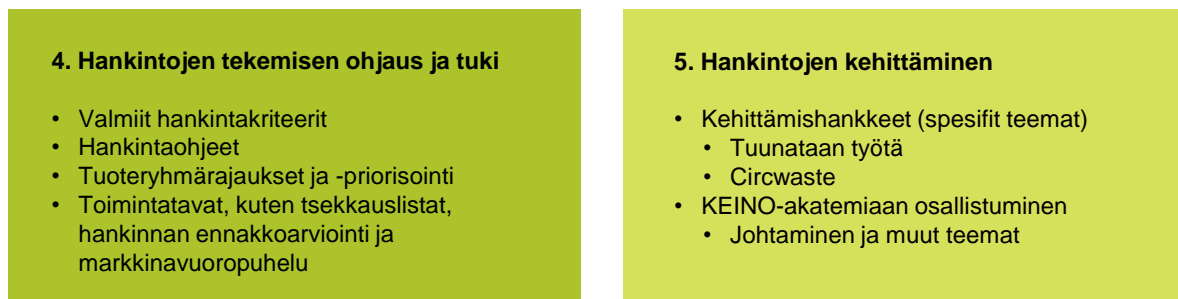 4. Hankintojen tekemisen ohjaus ja tuki
• Valmiit hankintakriteerit
• Hankintaohjeet
• Tuoteryhmärajaukset ja -priorisointi
• Toimintatavat, kuten tsekkauslistat,
hankinnan ennakkoarviointi ja
markkinavuoropuhelu
5. Hankintojen kehittäminen
• Kehittämishankkeet (spesifit teemat)
• Tuunataan työtä
• Circwaste
• KEINO-akatemiaan osallistuminen
• Johtaminen ja muut teemat